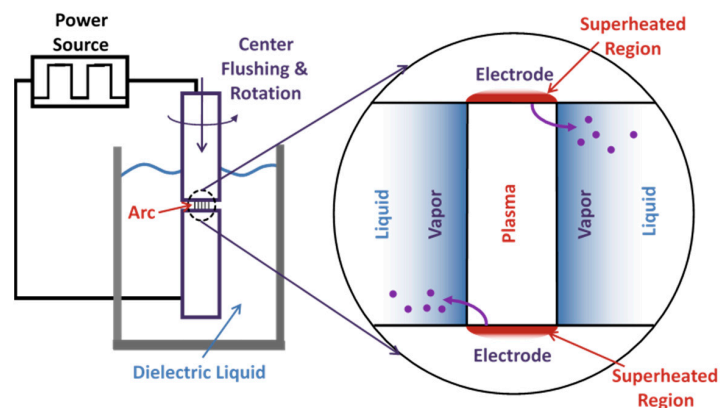 Power
Source
Center
Flushing &
Rotation
Arc
Dielectric Liquid
Superheated
Region
Electrode
Liquid
Vapor
Plasma
Vapor
Liquid
Electrode
Superheated
Region